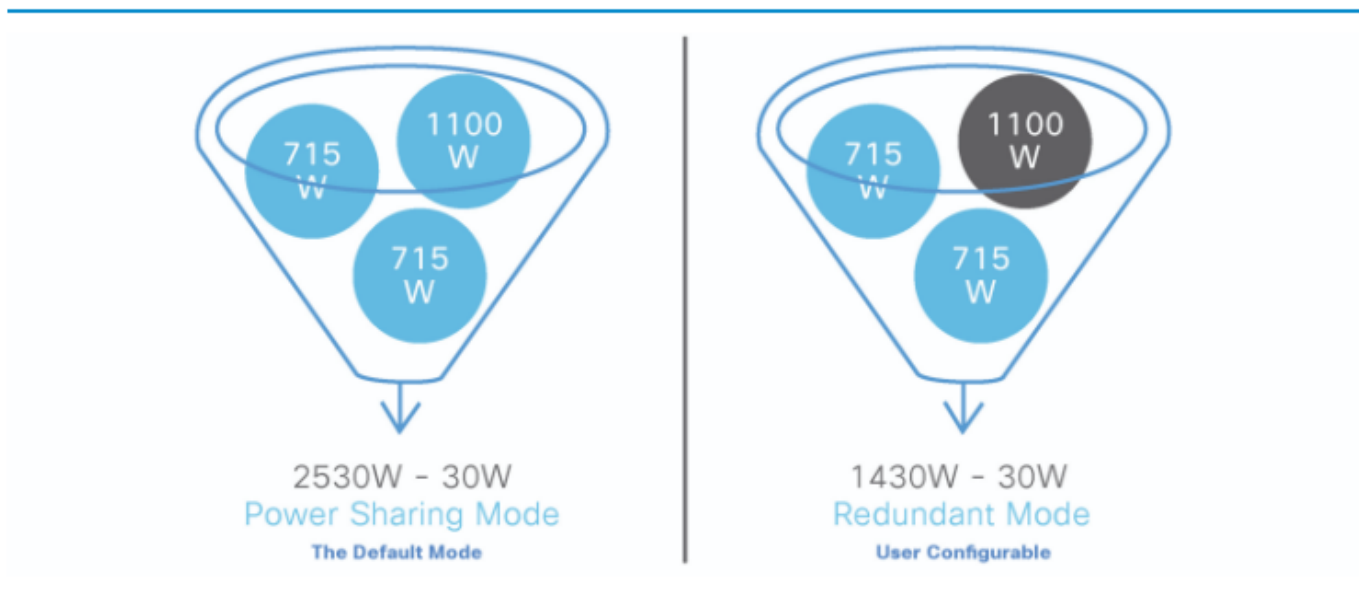 715
W
1100
W
715
W
2530W - 30W
Power Sharing Mode
The Default Mode
715
W
1100
W
715
W
1430W - 30W
Redundant Mode
User Configurable